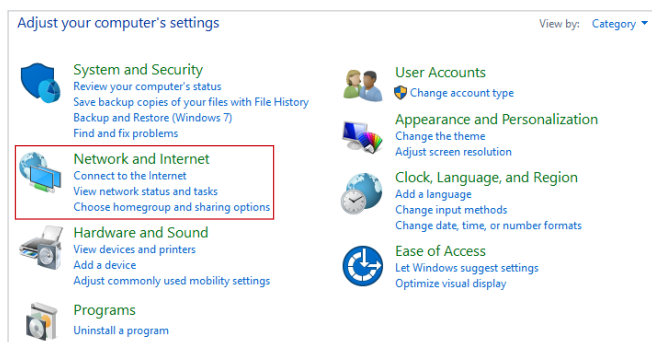 Adjust your computer's settings
View by: Category
System and Security
Review your computer's status
Save backup copies of your files with File History
Backup and Restore (Windows 7)
Find and fix problems
Network and Internet
Connect to the Internet
View network status and tasks
Choose homegroup and sharing options
Hardware and Sound
View devices and printers
Add a device
Adjust commonly used mobility settings
Programs
Uninstall a program
User Accounts
Change account type
Appearance and Personalization
Change the theme
Adjust screen resolution
Clock, Language, and Region
Add a language
Change input methods
Change date, time, or number formats
Ease of Access
Let Windows suggest settings
Optimize visual display